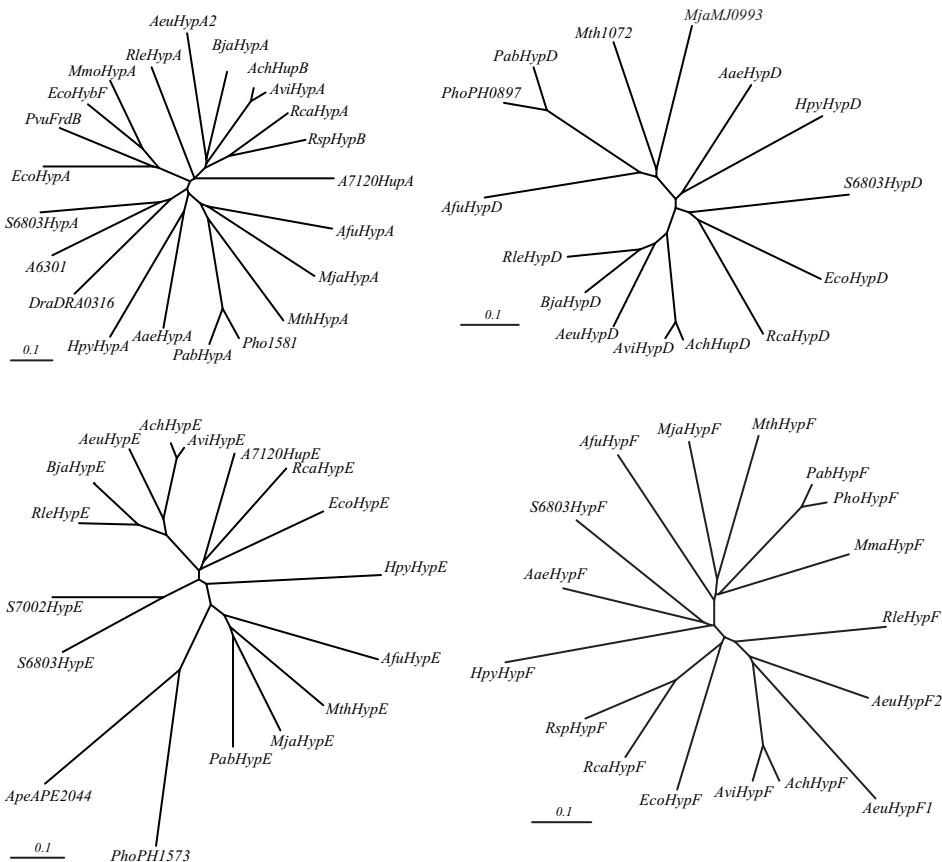 AeuHypA2
BjaHypA
RleHypA
AchHupB
MmoHypA
AviHypA
EcoHybF
RcaHypA
PvuFrdB
RspHypB
EcoHypA
A7120HupA
S6803HypA
AfuHypA
A6301
MjaHypA
DraDRA0316
MthHypA
HpyHypA
AaeHypA
PabHypA
Pho1581
0.1
MjaMJ0993
Mth1072
PabHypD
AaeHypD
PhoPH0897
HpyHypD
S6803HypD
AfuHypD
RleHypD
EcoHypD
BjaHypD
AeuHypD
AviHypD
AchHupD
RcaHypD
0.1
AchHypE
AeuHypE
AviHypE
A7120HupE
BjaHypE
RcaHypE
RleHypE
EcoHypE
HpyHypE
S7002HypE
S6803HypE
AfuHypE
MthHypE
MjaHypE
PabHypE
ApeAPE2044
PhoPH1573
0.1
MthHypF
MjaHypF
AfuHypF
PabHypF
PhoHypF
S6803HypF
MmaHypF
AaeHypF
RleHypF
HpyHypF
AeuHypF2
RspHypF
RcaHypF
EcoHypF
AviHypF
AchHypF
AeuHypF1
0.1